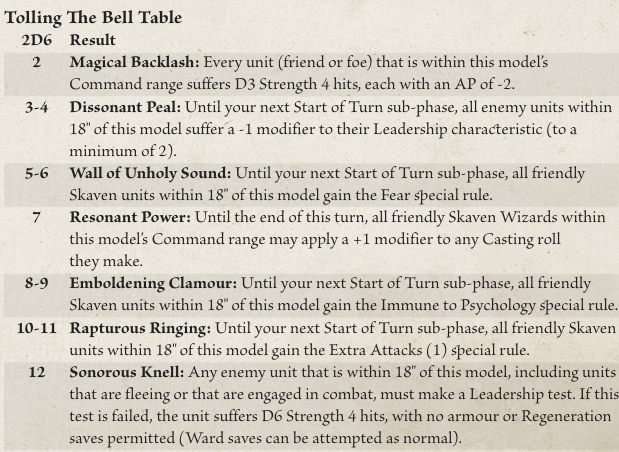 Tolling The Bell Table
2D6 Result
2 Magical Backlash: Every unit (friend or foe) that is within this model's
Command range suffers D3 Strength 4 hits, each with an AP of -2.
3-4 Dissonant Peal: Until your next Start of Turn sub-phase, all enemy units within
18" of this model suffer a -1 modifier to their Leadership characteristic (to a
minimum of 2).
5-6 Wall of Unholy Sound: Until your next Start of Turn sub-phase, all friendly
Skaven units within 18" of this model gain the Fear special rule.
7 Resonant Power: Until the end of this turn, all friendly Skaven Wizards within
this model's Command range may apply a +1 modifier to any Casting roll
they make.
8-9 Emboldening Clamour: Until your next Start of Turn sub-phase, all friendly
Skaven units within 18" of this model gain the Immune to Psychology special rule.
10-11 Rapturous Ringing: Until your next Start of Turn sub-phase, all friendly Skaven
units within 18" of this model gain the Extra Attacks (1) special rule.
12 Sonorous Knell: Any enemy unit that is within 18" of this model, including units
that are fleeing or that are engaged in combat, must make a Leadership test. If this
test is failed, the unit suffers D6 Strength 4 hits, with no armour or Regeneration
saves permitted (Ward saves can be attempted as normal).